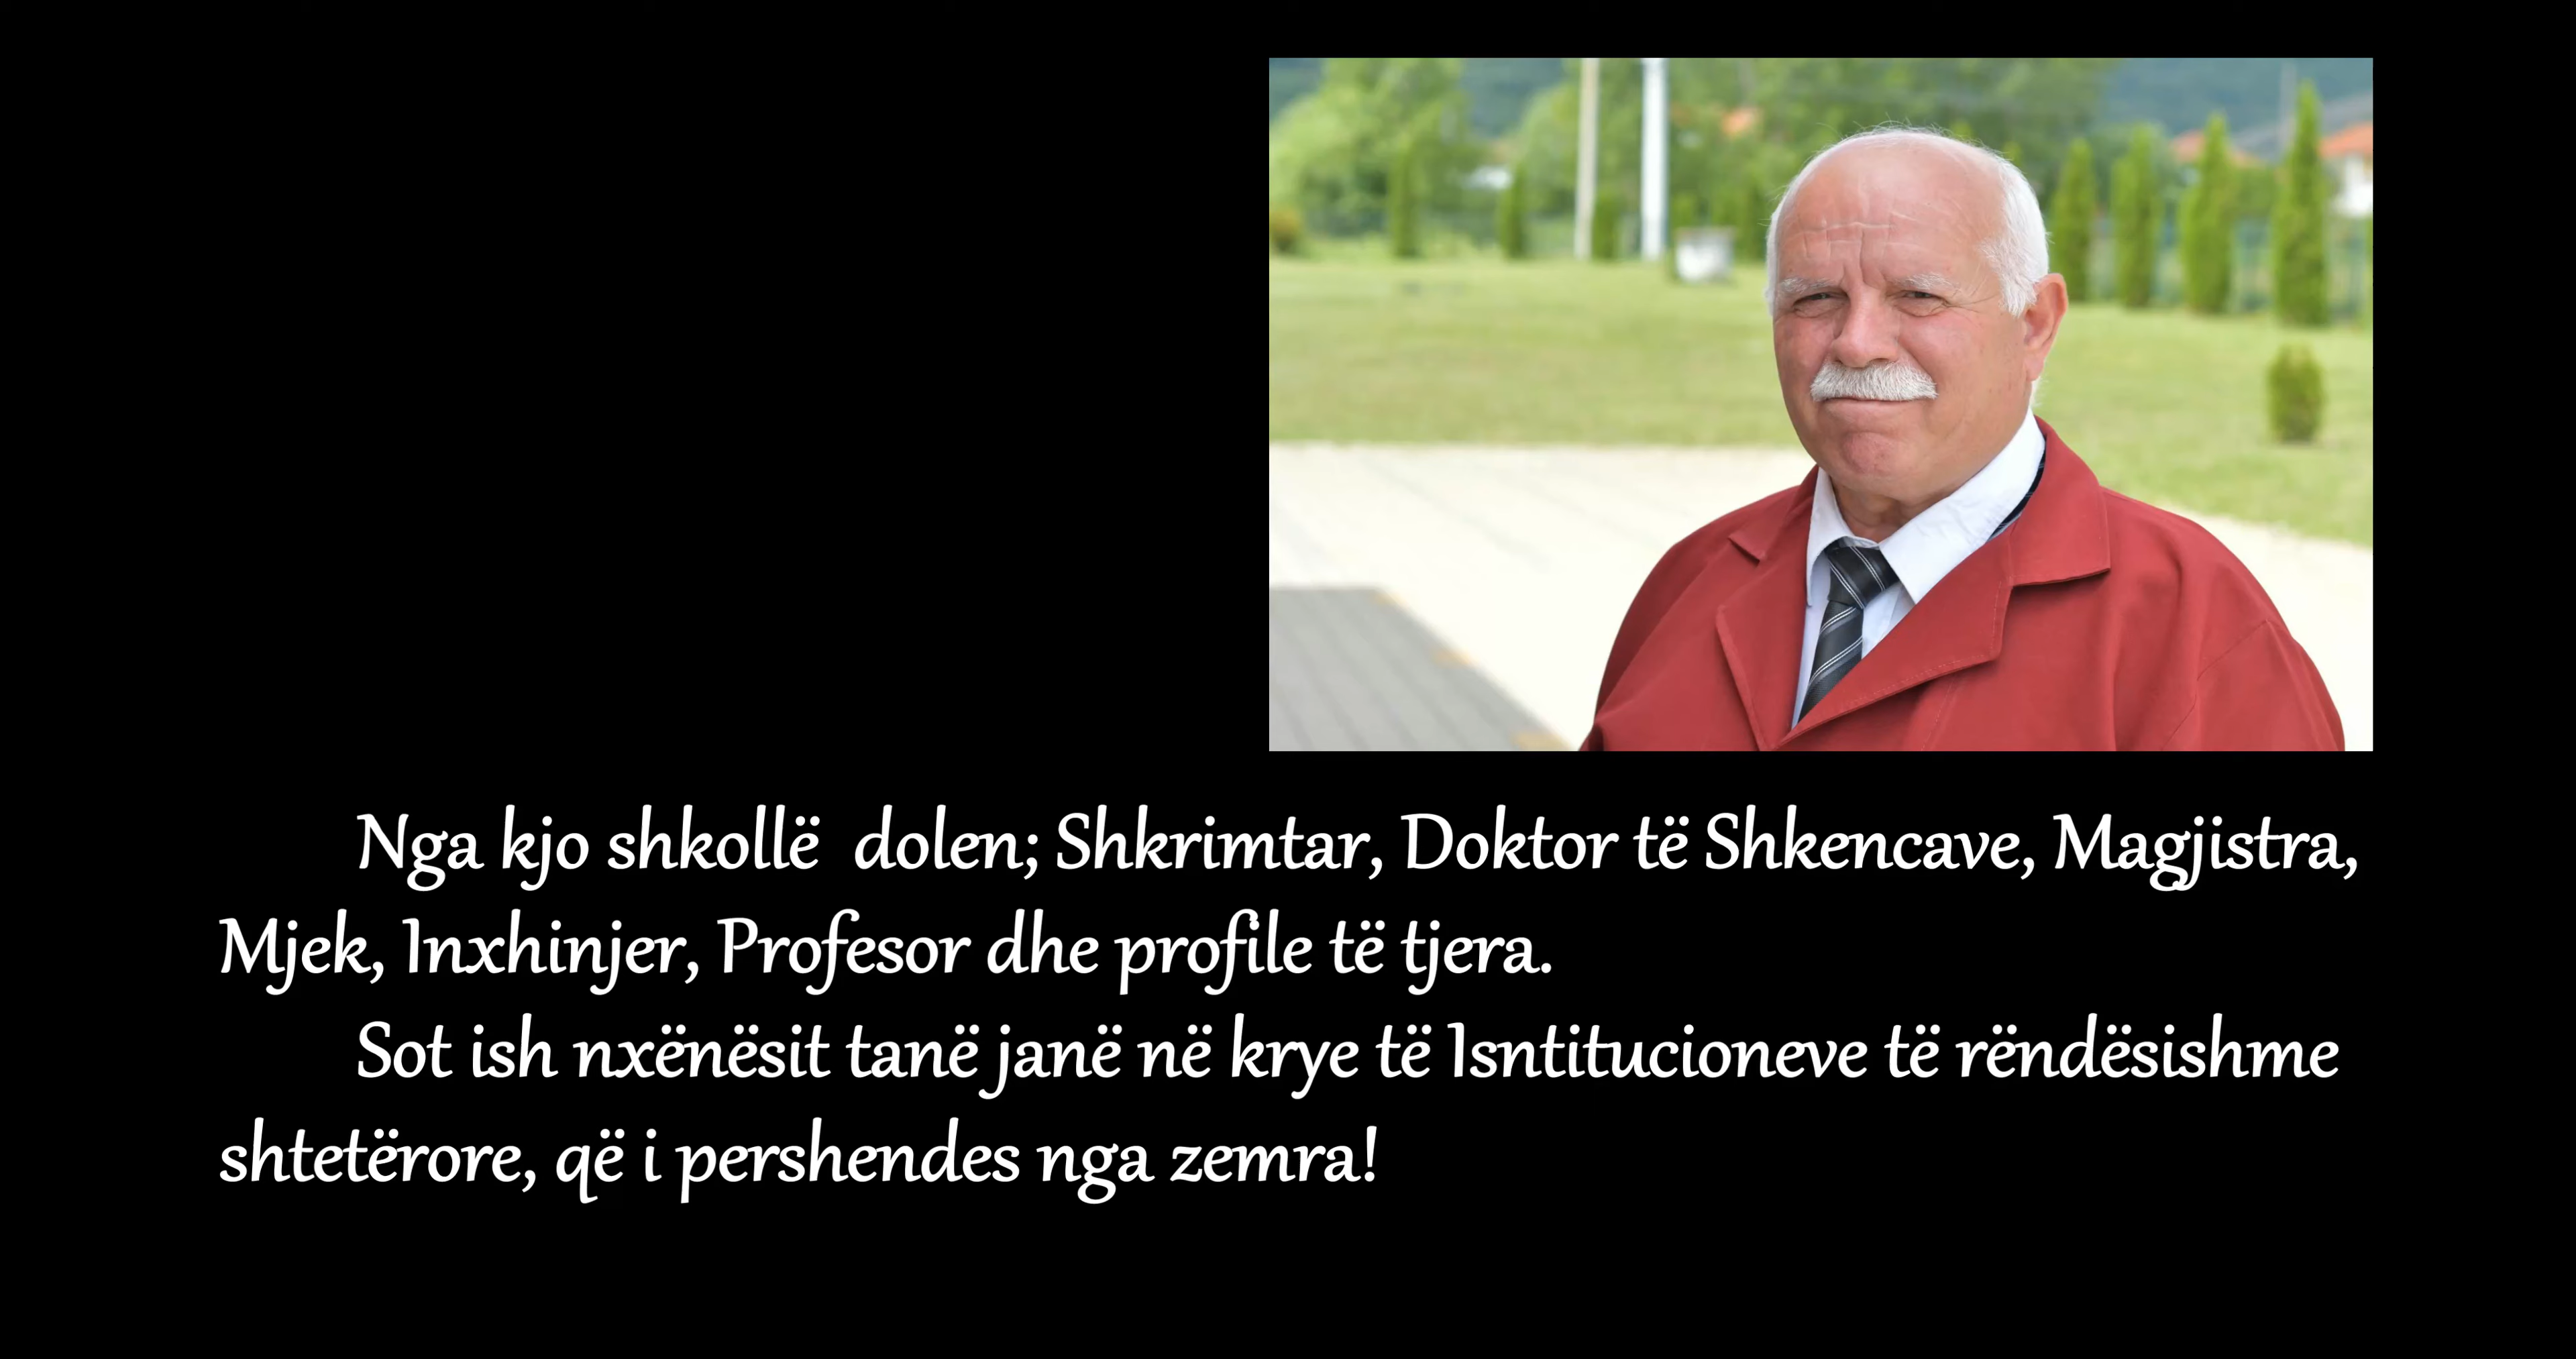 Nga kjo shkollë dolen; Shkrimtar, Doktor të Shkencave, Magjistra,
Mjek, Inxhinjer, Profesor dhe profile të tjera.
Sot ish nxënësit tanë janë në krye të Isntitucioneve të rëndësishme
shtetërore, që i pershendes nga zemra!